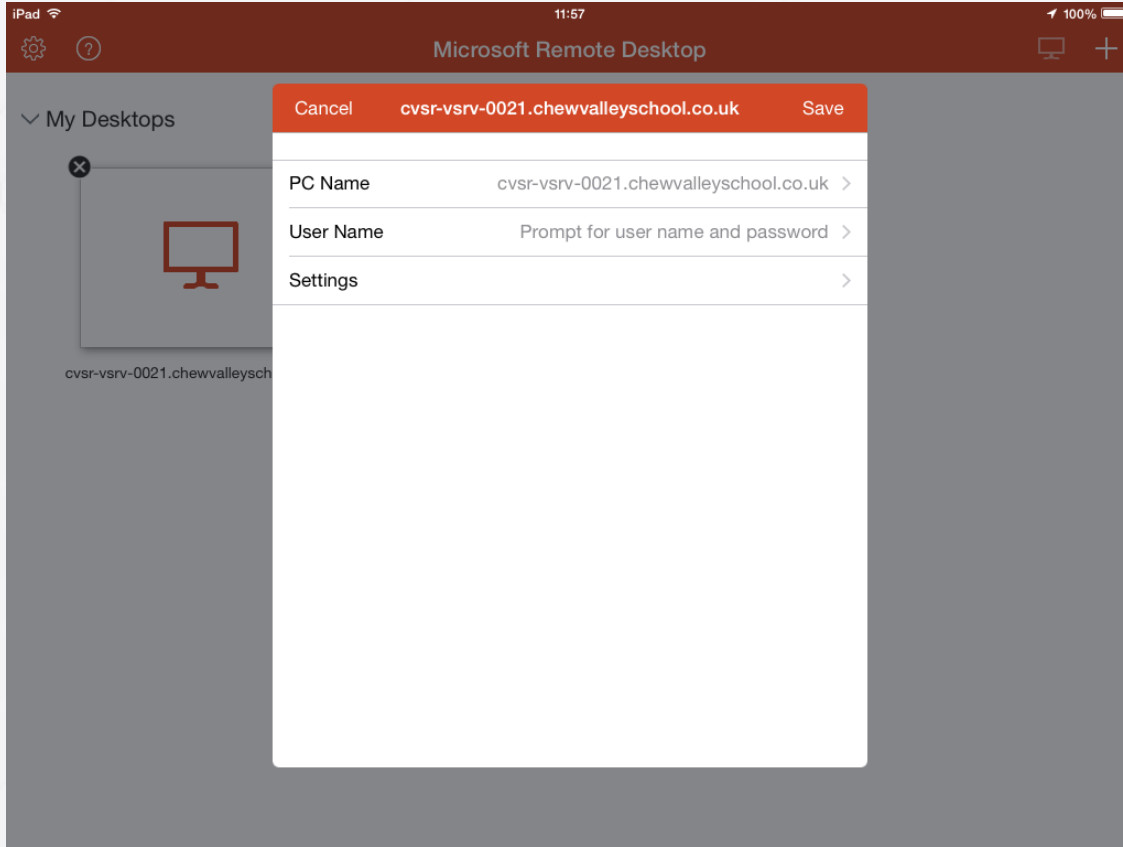 iPad 11:57 100%
Microsoft Remote Desktop
My Desktops
Cancel cvsr-vsrv-0021.chewvalleyschool.co.uk Save
PC Name cvsr-vsrv-0021.chewvalleyschool.co.uk
User Name Prompt for user name and password
Settings
cvsr-vsrv-0021.chewvalleysch